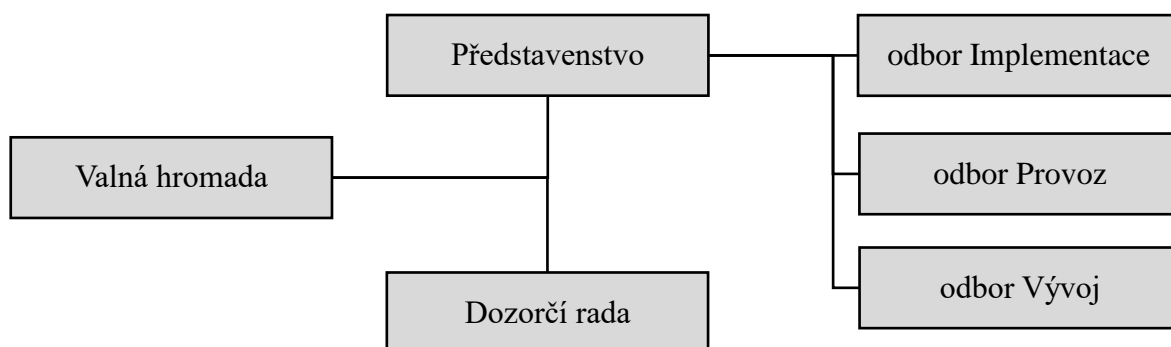 Představenstvo
odbor Implementace
Valná hromada
odbor Provoz
Dozorčí rada
odbor Vývoj